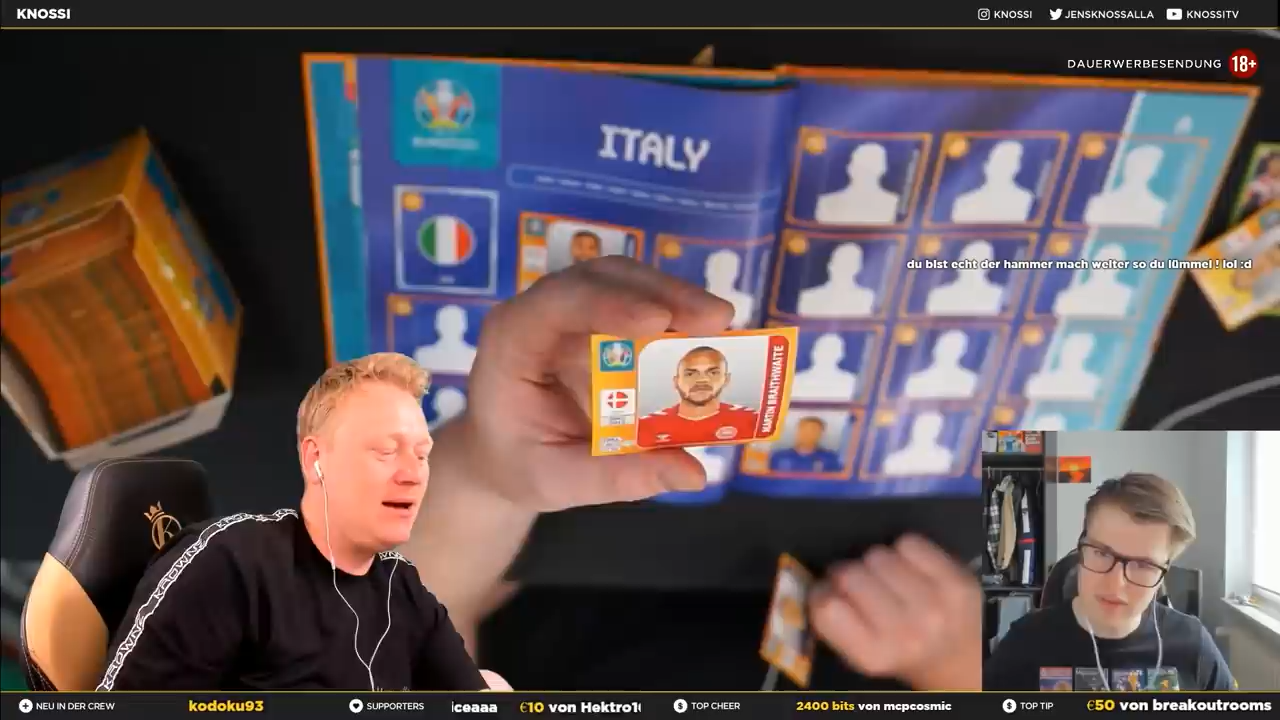 KNOSSI
KNOSSI
JENSKNOSSALLA
KNOSSITV
DAUERWERBESENDUNG 18+
ITALY
du bist echt der hammer mach weiter so du lümmel ! lol :d
MARTIN BRAITHWAITE
K
NEU IN DER CREW
kodoku93
SUPPORTERS
iceaaa
€10 von Hektro1
TOP CHEER
2400 bits von mcpcosmic
TOP TIP
€50 von breakoutrooms